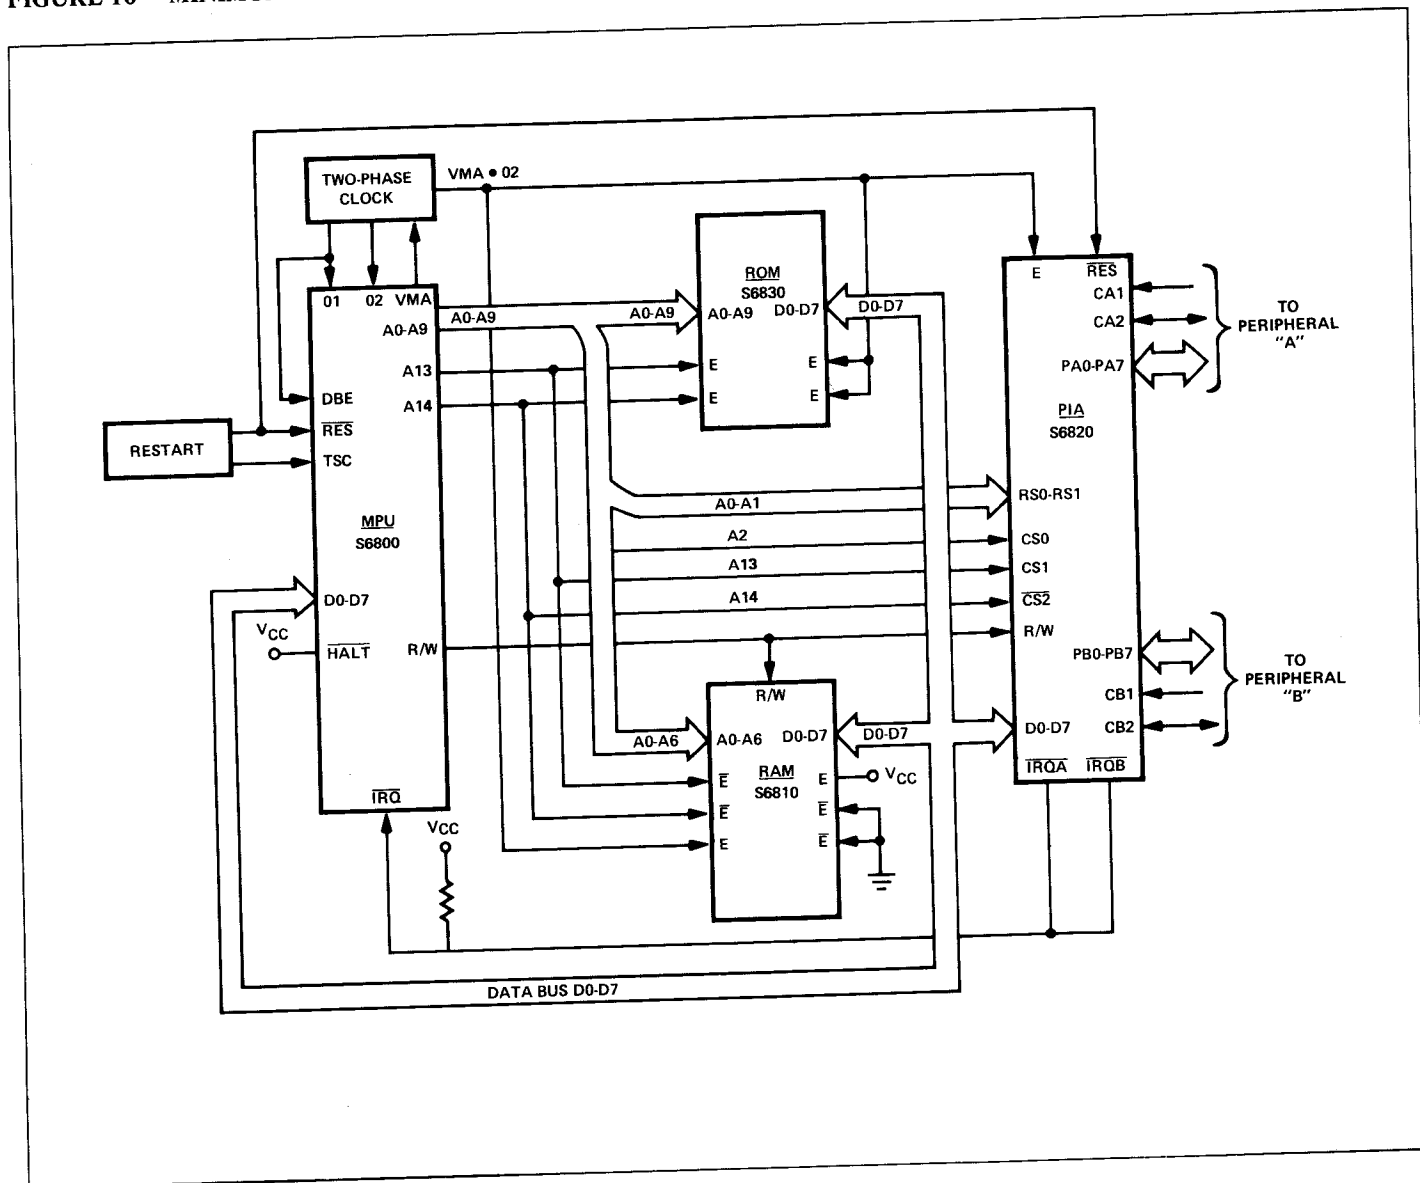 TWO-PHASE
CLOCK
VMA • 02
01
02
VMA
A0-A9
A0-A9
A13
A14
DBE
RES
TSC
MPU
S6800
D0-D7
VCC
HALT
R/W
IRQ
VCC
RESTART
A0-A9
ROM
S6830
A0-A9
D0-D7
D0-D7
E
E
E
E
A0-A1
A2
A13
A14
R/W
A0-A6
A0-A6
D0-D7
D0-D7
RAM
S6810
E
E
E
E
VCC
E
E
E
RES
CA1
CA2
PA0-PA7
PIA
S6820
RS0-RS1
CS0
CS1
CS2
R/W
PB0-PB7
CB1
CB2
D0-D7
IRQA
IRQB
TO
PERIPHERAL
"A"
TO
PERIPHERAL
"B"
DATA BUS D0-D7